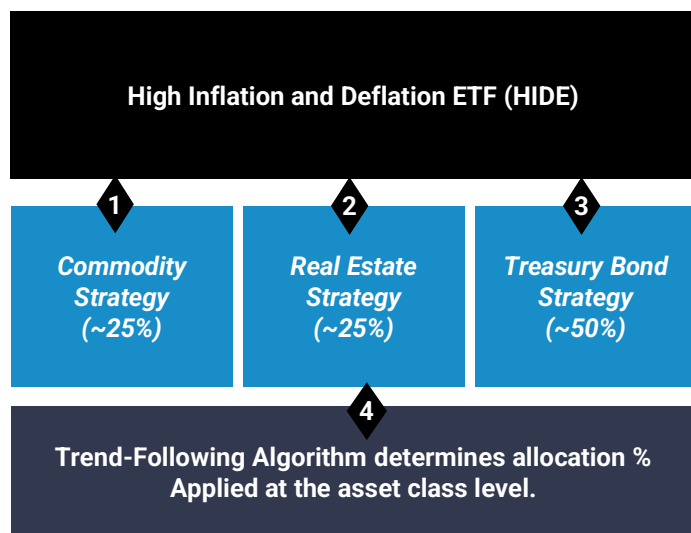 High Inflation and Deflation ETF (HIDE)
1
2
3
Commodity
Strategy
(~25%)
Real Estate
Strategy
(~25%)
Treasury Bond
Strategy
(~50%)
4
Trend-Following Algorithm determines allocation %
Applied at the asset class level.